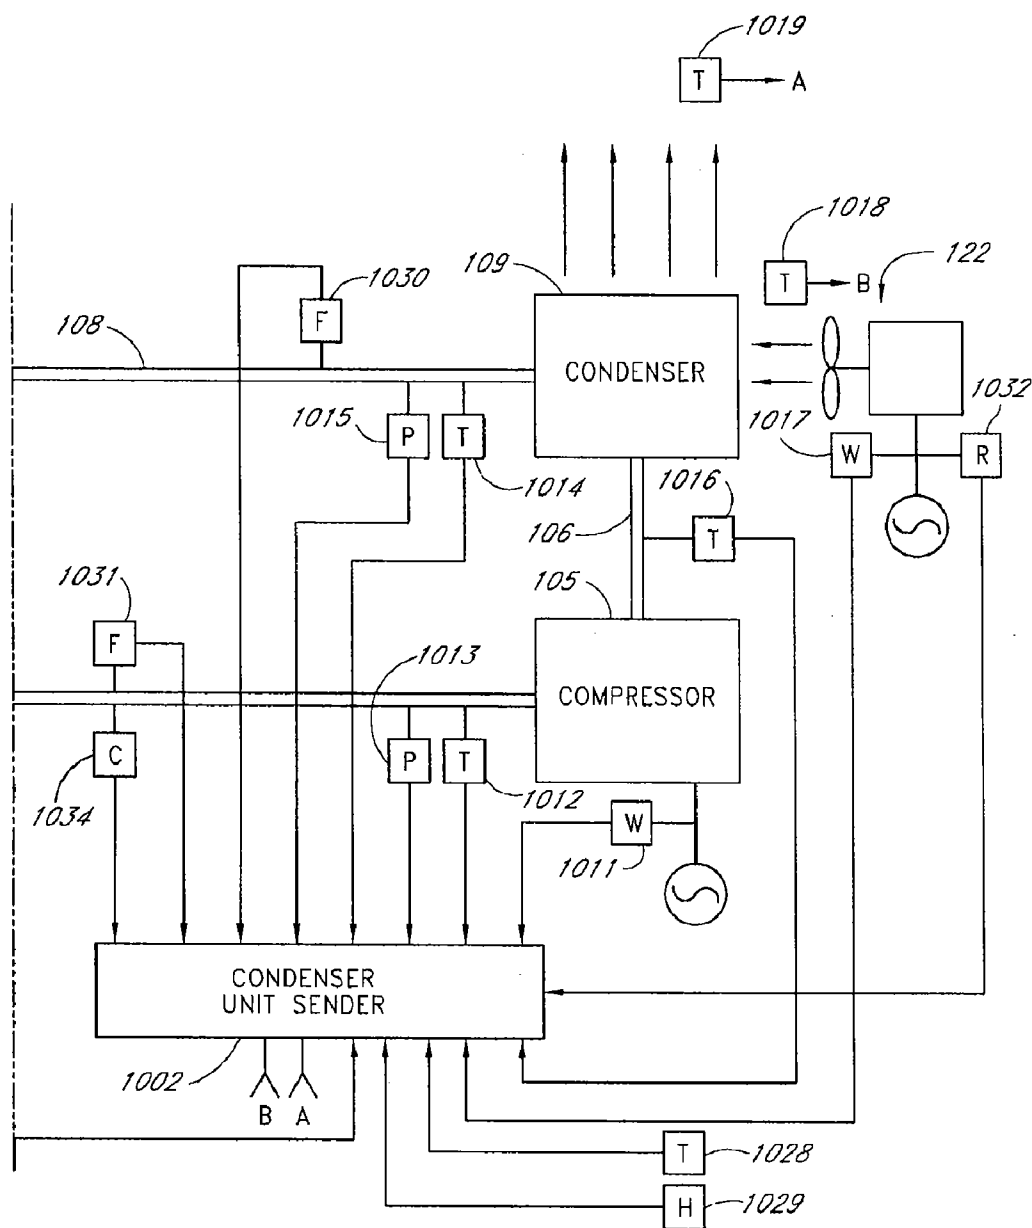 1019
T
A
1018
T
B
122
109
1030
F
108
CONDENSER
1032
1017
W
R
1015
P
T
1014
1016
T
106
105
1031
F
1013
COMPRESSOR
C
P
T
1012
1034
W
1011
CONDENSER
UNIT SENDER
1002
B
A
T
1028
H
1029